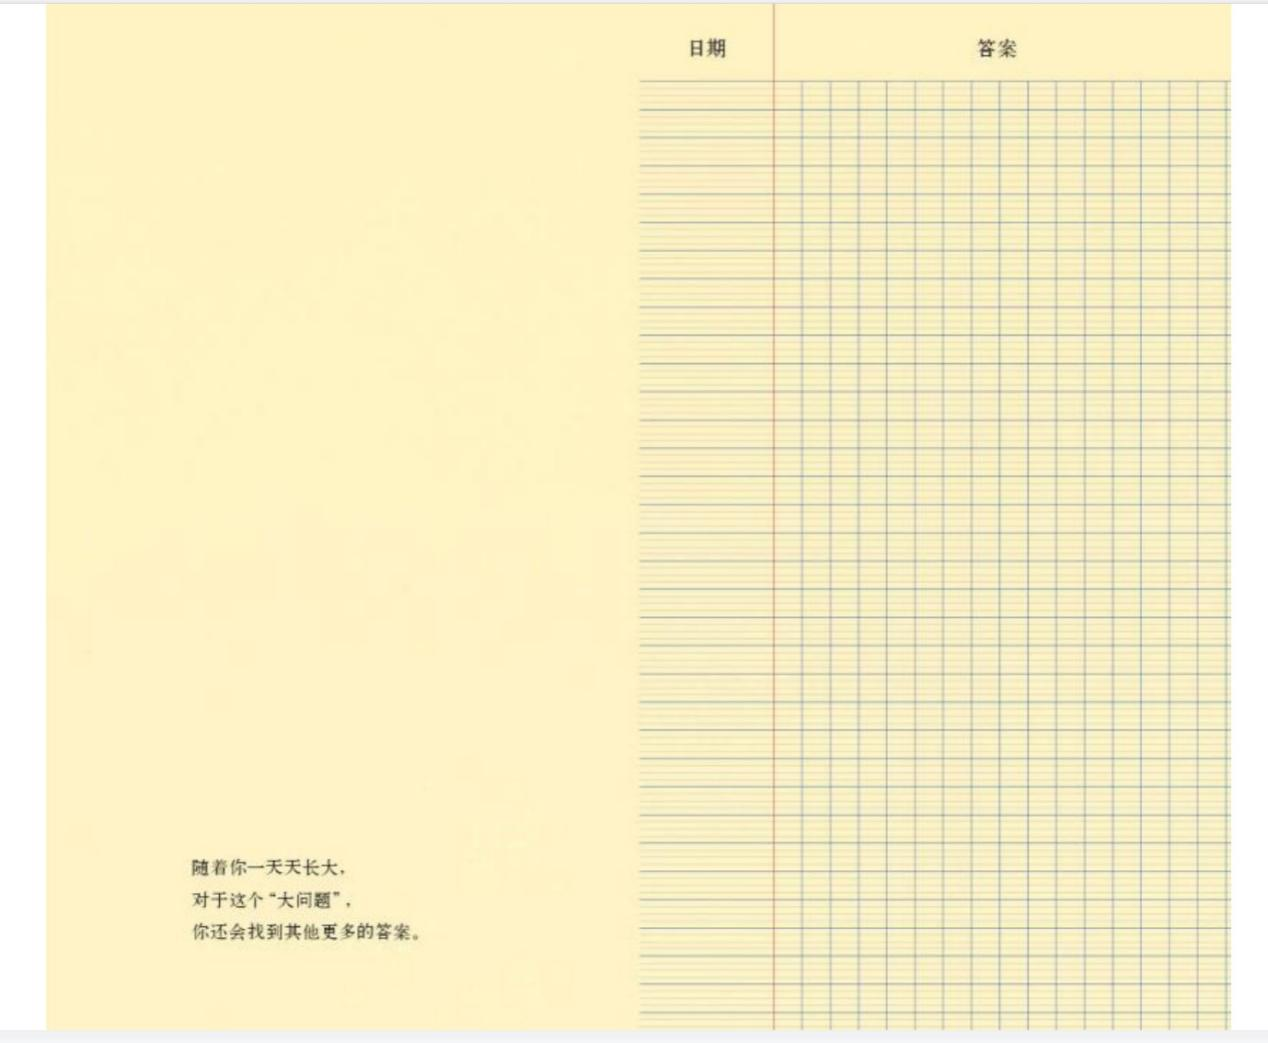 日期
答案
随着你一天天长大，
对于这个“大问题”，
你还会找到其他更多的答案。